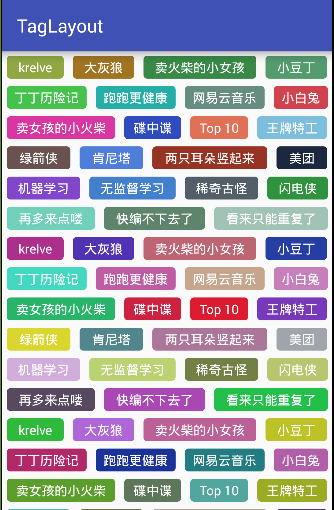 TagLayout
krelve 大灰狼 卖火柴的小女孩 小豆丁
丁丁历险记 跑跑更健康 网易云音乐 小白兔
卖女孩的小火柴 碟中谍 Top 10 王牌特工
绿箭侠 肯尼塔 两只耳朵竖起来 美团
机器学习 无监督学习 稀奇古怪 闪电侠
再多来点喽 快编不下去了 看来只能重复了
krelve 大灰狼 卖火柴的小女孩 小豆丁
丁丁历险记 跑跑更健康 网易云音乐 小白兔
卖女孩的小火柴 碟中谍 Top 10 王牌特工
绿箭侠 肯尼塔 两只耳朵竖起来 美团
机器学习 无监督学习 稀奇古怪 闪电侠
再多来点喽 快编不下去了 看来只能重复了
krelve 大灰狼 卖火柴的小女孩 小豆丁
丁丁历险记 跑跑更健康 网易云音乐 小白兔
卖女孩的小火柴 碟中谍 Top 10 王牌特工